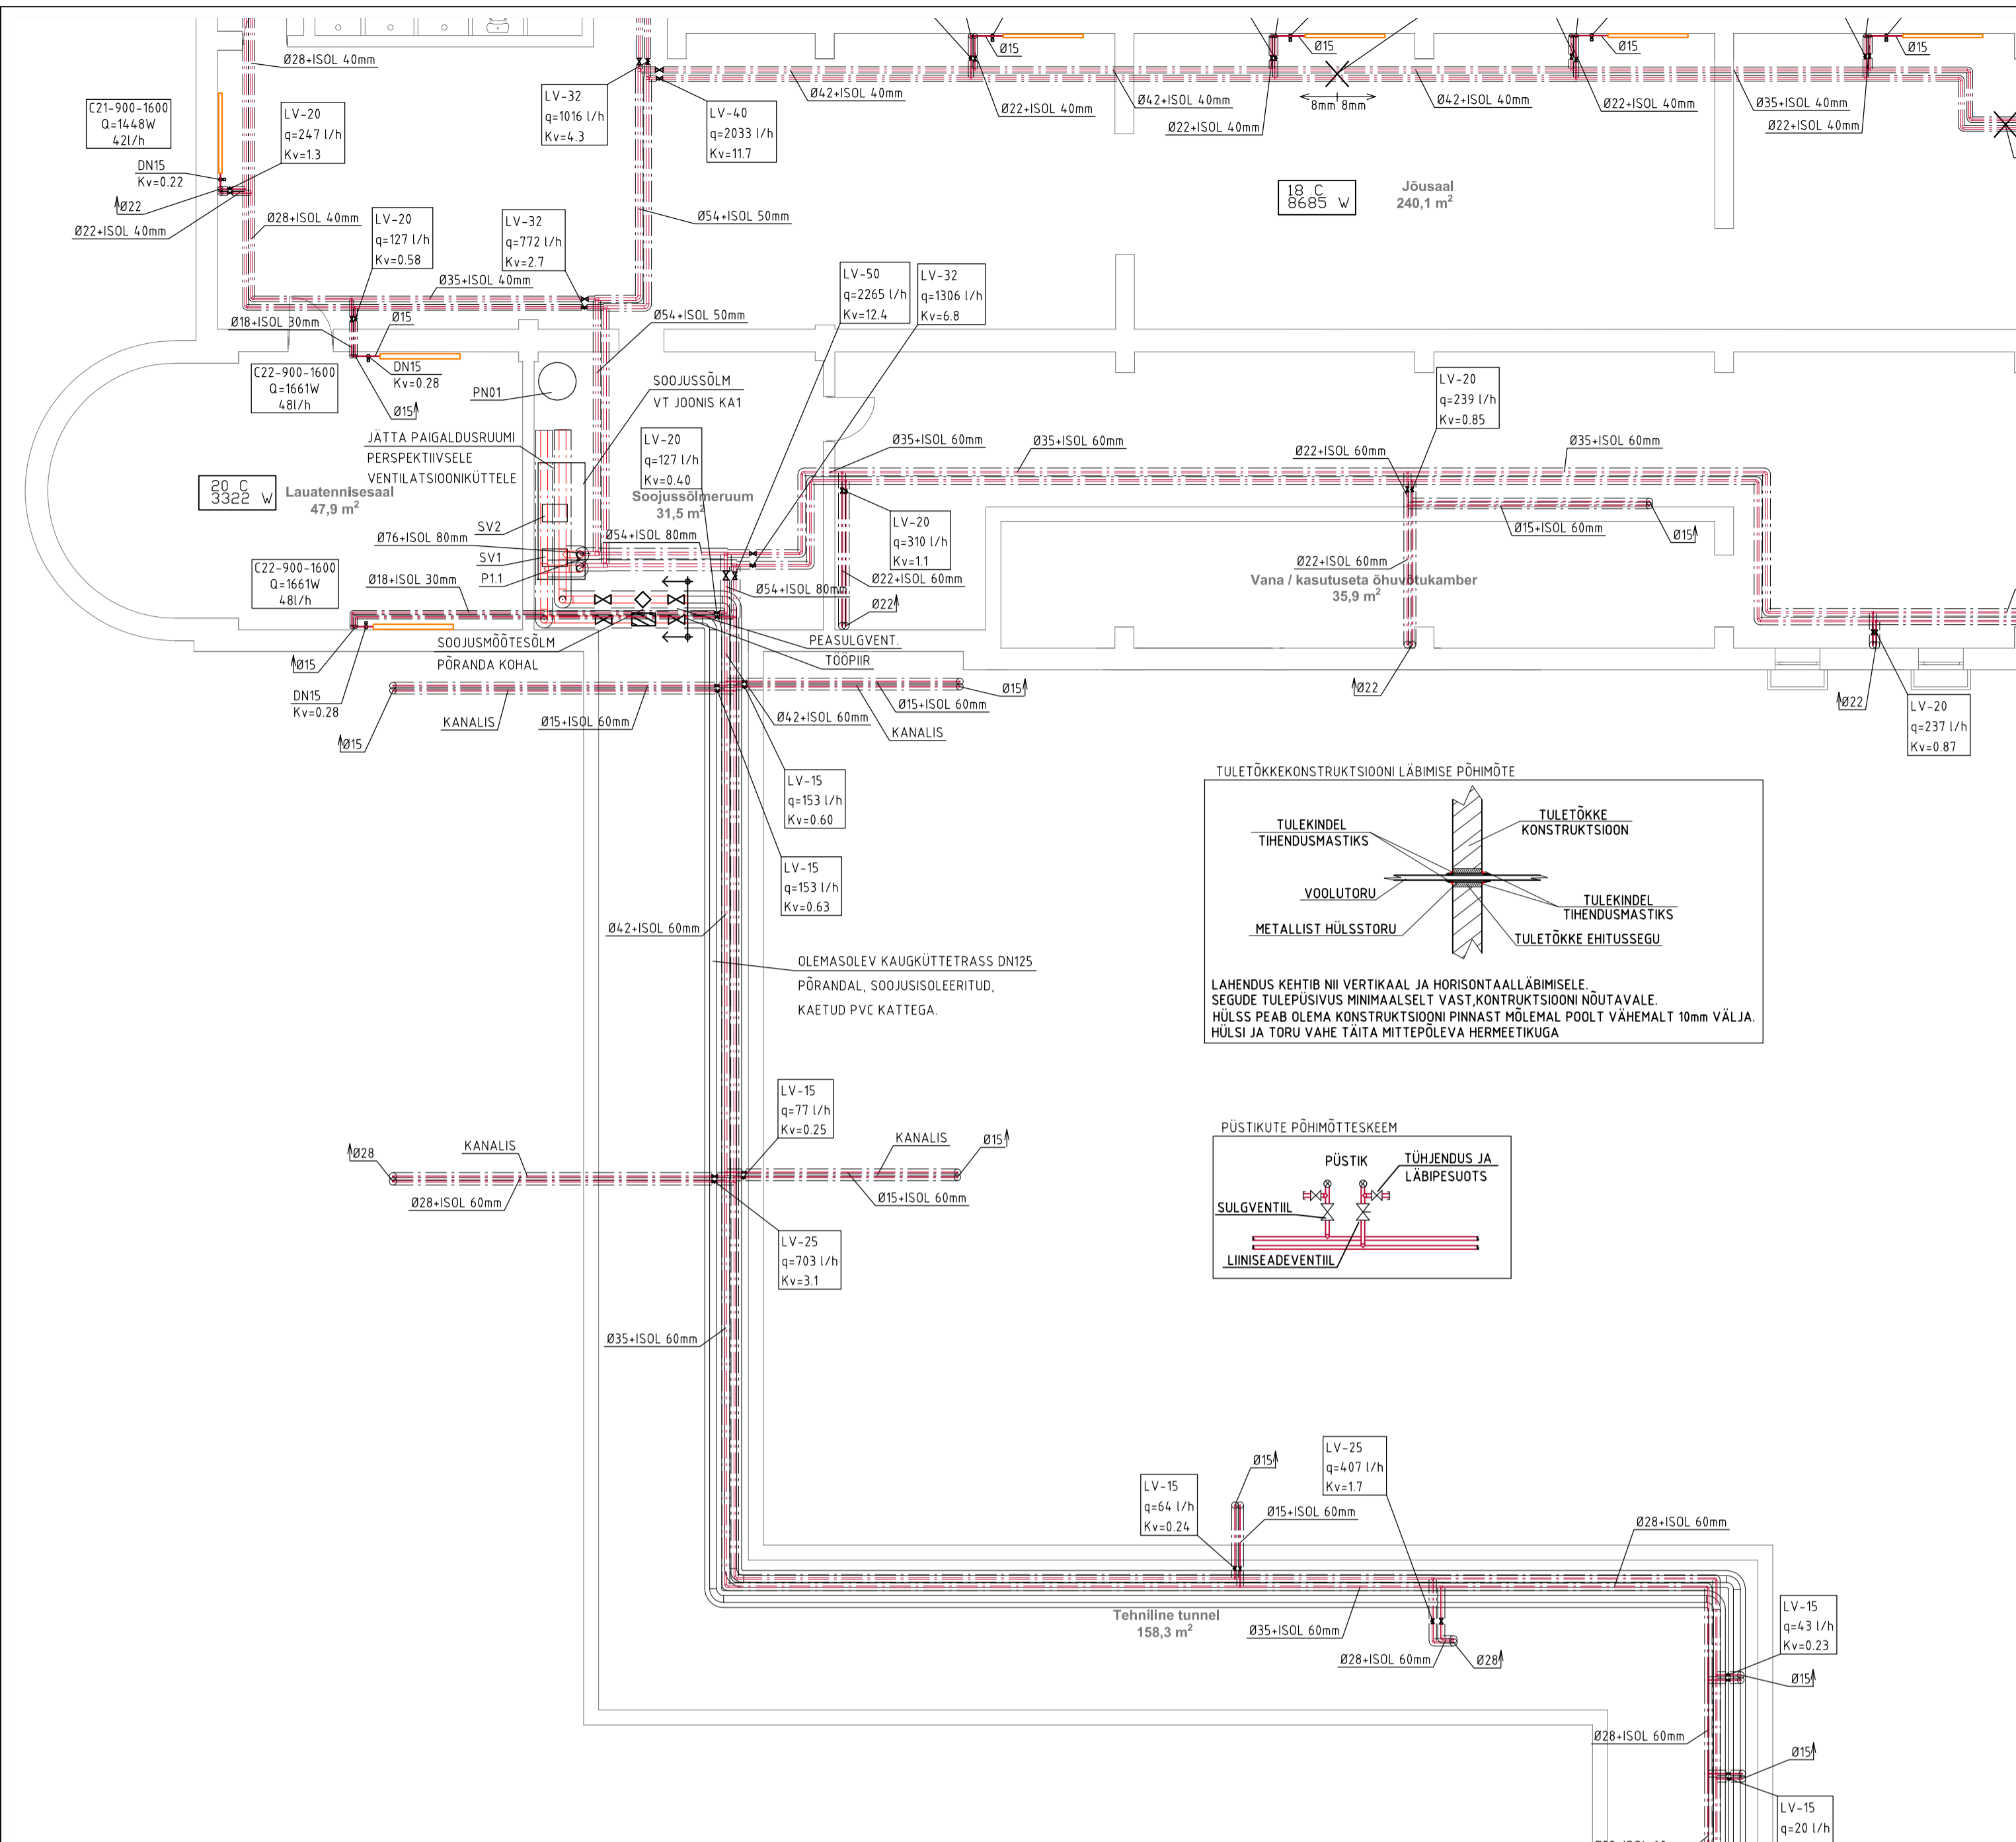 Ø28+ISOL 40mm
C21-900-1600
Q=1448W
42l/h
LV-20
q=247 l/h
Kv=1.3
DN15
Kv=0.22
Ø22
Ø22+ISOL 40mm
Ø28+ISOL 40mm
LV-32
q=1016 l/h
Kv=4.3
LV-40
q=2033 l/h
Kv=11.7
Ø42+ISOL 40mm
Ø15
Ø22+ISOL 40mm
Ø42+ISOL 40mm
Ø22+ISOL 40mm
Ø15
8mm 8mm
Ø42+ISOL 40mm
Ø15
Ø22+ISOL 40mm
Ø35+ISOL 40mm
Ø22+ISOL 40mm
Ø15
18 C
8685 W
Jõusaal
240,1 m²
LV-20
q=127 l/h
Kv=0.58
LV-32
q=772 l/h
Kv=2.7
Ø54+ISOL 50mm
Ø35+ISOL 40mm
LV-50
q=2265 l/h
Kv=12.4
LV-32
q=1306 l/h
Kv=6.8
Ø18+ISOL 30mm
Ø15
Ø54+ISOL 50mm
C22-900-1600
Q=1661W
48l/h
DN15
Kv=0.28
Ø15
PN01
SOOJUSSÕLM
VT JOONIS KA1
JÄTTA PAIGALDUSRUUMI
PERSPEKTIIVSELE
VENTILATSIOONIKÜTTELE
LV-20
q=127 l/h
Kv=0.40
Ø35+ISOL 60mm
Ø35+ISOL 60mm
LV-20
q=239 l/h
Kv=0.85
Ø22+ISOL 60mm
Ø35+ISOL 60mm
20 C
3322 W
Lauatennisesaal
47,9 m²
Soojussõlmeruum
31,5 m²
SV2
Ø76+ISOL 80mm
SV1
P1.1
Ø54+ISOL 80mm
LV-20
q=310 l/h
Kv=1.1
Ø15+ISOL 60mm
Ø15
C22-900-1600
Q=1661W
48l/h
Ø18+ISOL 30mm
Ø54+ISOL 80mm
Ø22+ISOL 60mm
Ø22
Ø22+ISOL 60mm
Vana / kasutuseta õhuvõtukamber
35,9 m²
SOOJUSMÕÕTESÕLM
PÕRANDA KOHAL
PEASULGVENT.
TÖÖPIIR
Ø15
DN15
Kv=0.28
Ø15
KANALIS
Ø15+ISOL 60mm
Ø42+ISOL 60mm
Ø15+ISOL 60mm
KANALIS
Ø15
Ø22
Ø22
LV-20
q=237 l/h
Kv=0.87
LV-15
q=153 l/h
Kv=0.60
LV-15
q=153 l/h
Kv=0.63
Ø42+ISOL 60mm
OLEMASOLEV KAUGKÜTTETRASS DN125
PÕRANDAL, SOOJUSISOLEERITUD,
KAETUD PVC KATTEGA.
TULETÕKKEKONSTRUKTSIOONI LÄBIMISE PÕHIMÕTE
TULEKINDEL
TIHENDUSMASTIKS
TULETÕKKE
KONSTRUKTSIOON
VOOLUTORU
TULEKINDEL
TIHENDUSMASTIKS
METALLIST HÜLSSTORU
TULETÕKKE EHITUSSEGU
LAHENDUS KEHTIB NII VERTIKAAL JA HORISONTAALLÄBIMISELE.
SEGUDE TULEPÜSIVUS MINIMAALSELT VAST,KONTRUKTSIOONI NÕUTAVALE.
HÜLSS PEAB OLEMA KONSTRUKTSIOONI PINNAST MÕLEMAL POOLT VÄHEMALT 10mm VÄLJA.
HÜLSI JA TORU VAHE TÄITA MITTEPÕLEVA HERMEETIKUGA
LV-15
q=77 l/h
Kv=0.25
Ø28
KANALIS
Ø28+ISOL 60mm
KANALIS
Ø15
Ø15+ISOL 60mm
LV-25
q=703 l/h
Kv=3.1
PÜSTIKUTE PÕHIMÕTTESKEEM
PÜSTIK
TÜHJENDUS JA
LÄBIPESUOTS
SULGVENTIIL
LIINISEADEVENTIIL
Ø35+ISOL 60mm
LV-15
q=64 l/h
Kv=0.24
Ø15
Ø15+ISOL 60mm
LV-25
q=407 l/h
Kv=1.7
Ø28+ISOL 60mm
Tehniline tunnel
158,3 m²
Ø35+ISOL 60mm
Ø28+ISOL 60mm
Ø28
LV-15
q=43 l/h
Kv=0.23
Ø15
Ø28+ISOL 60mm
Ø15
LV-15
q=20 l/h